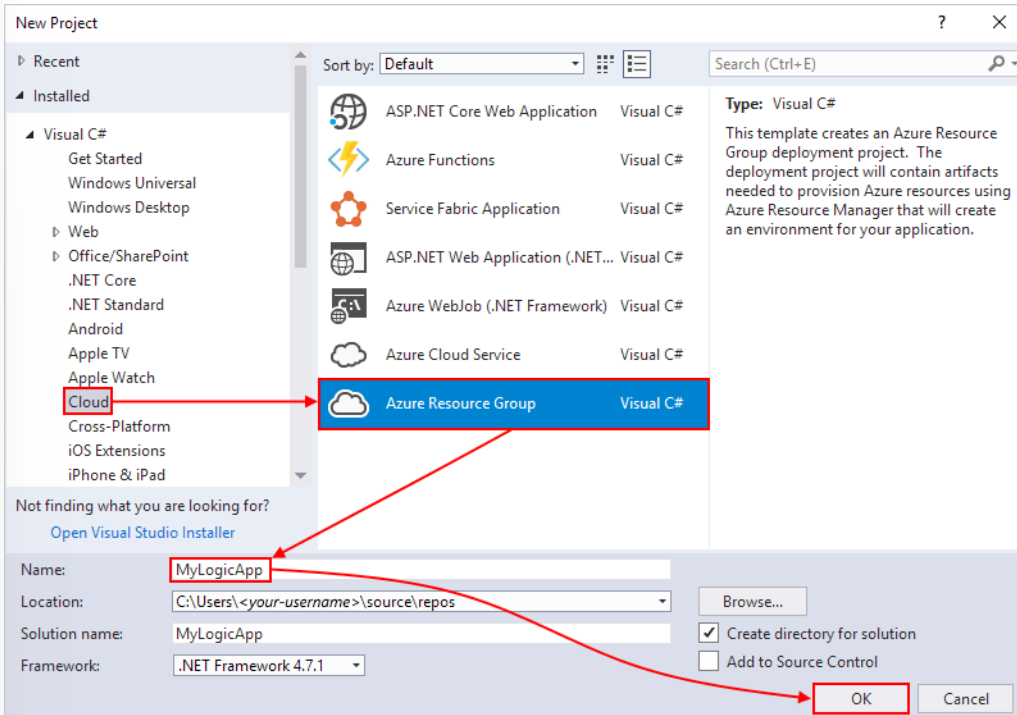 New Project
?
Recent
Installed
Visual C#
Get Started
Windows Universal
Windows Desktop
Web
Office/SharePoint
.NET Core
.NET Standard
Android
Apple TV
Apple Watch
Cloud
Cross-Platform
iOS Extensions
iPhone & iPad
Not finding what you are looking for?
Open Visual Studio Installer
Sort by: Default
ASP.NET Core Web Application Visual C#
Azure Functions Visual C#
Service Fabric Application Visual C#
ASP.NET Web Application (.NET... Visual C#
Azure WebJob (.NET Framework) Visual C#
Azure Cloud Service Visual C#
Azure Resource Group Visual C#
Search (Ctrl+E)
Type: Visual C#
This template creates an Azure Resource
Group deployment project. The
deployment project will contain artifacts
needed to provision Azure resources using
Azure Resource Manager that will create
an environment for your application.
Name: MyLogicApp
Location: C:\Users\<your-username>\source\repos
Browse...
Solution name: MyLogicApp
Create directory for solution
Framework: .NET Framework 4.7.1
Add to Source Control
OK
Cancel